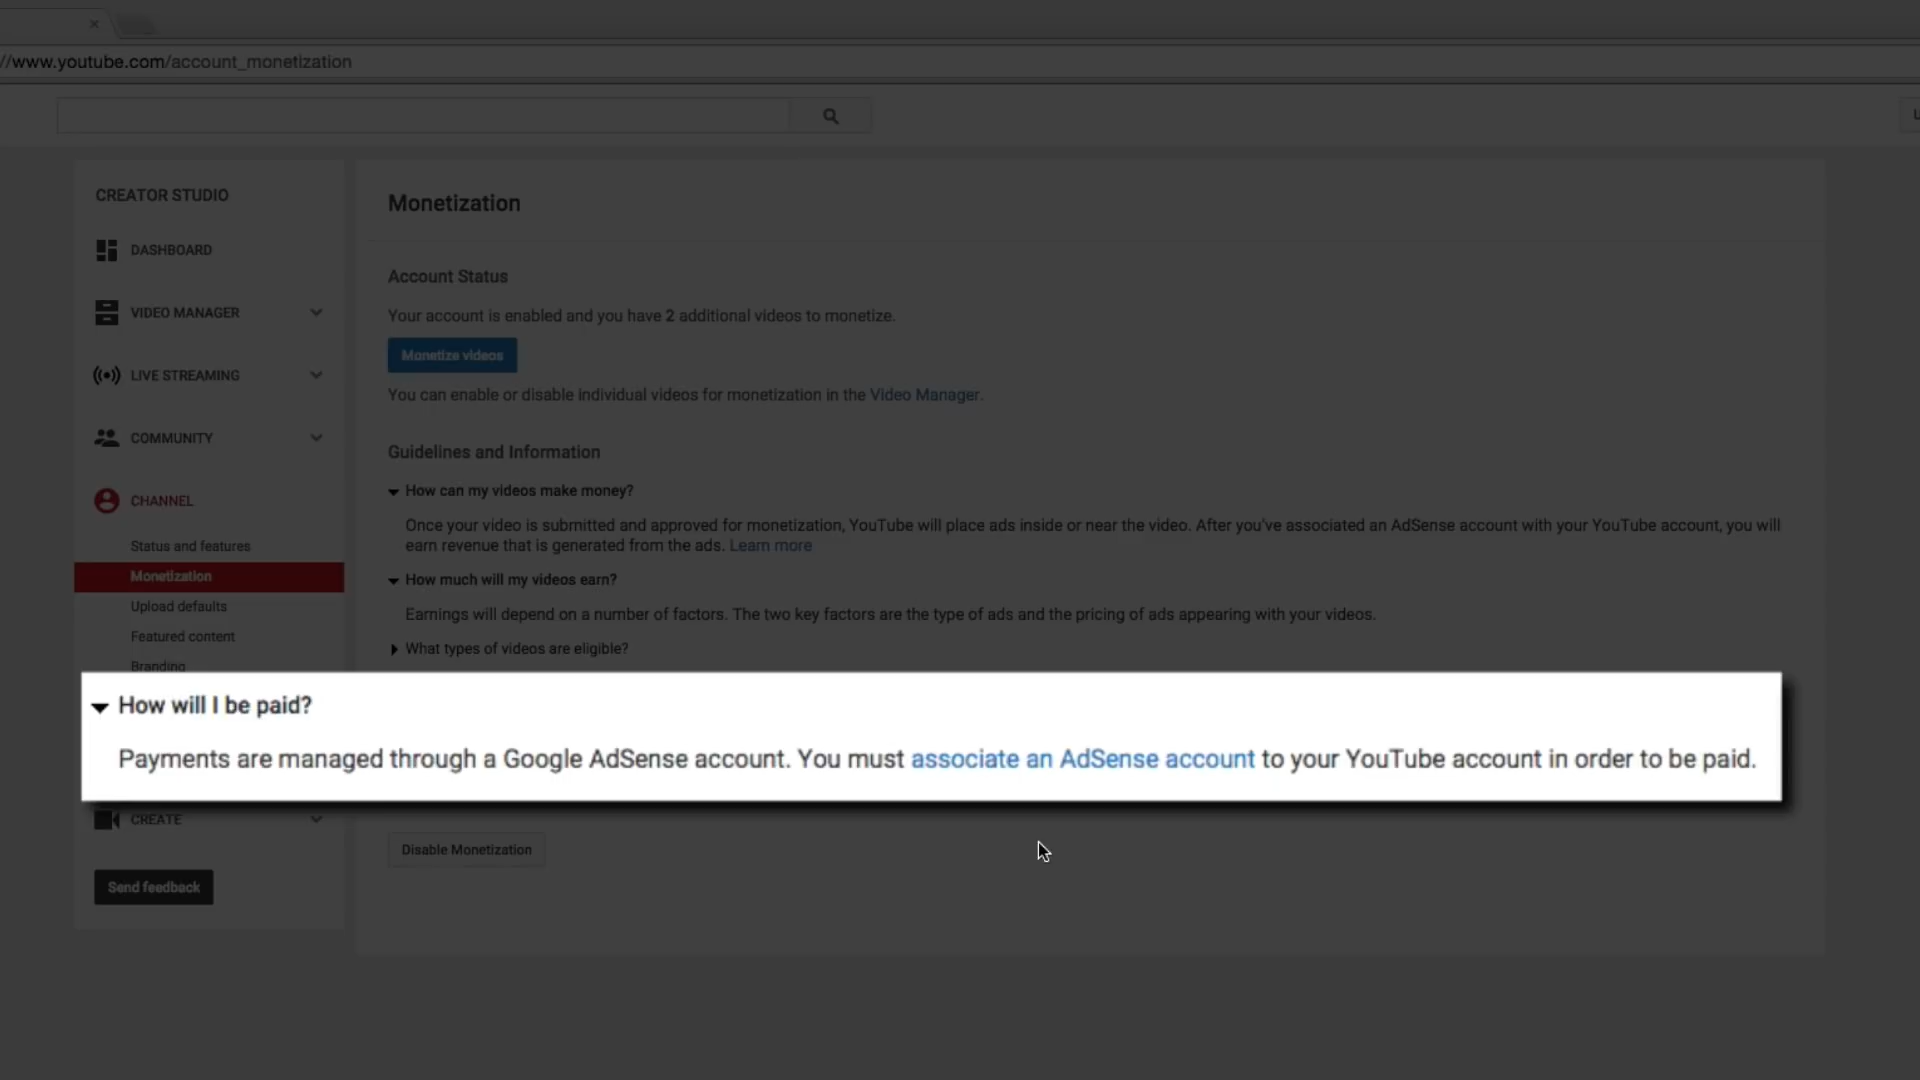 //www.youtube.com/account_monetization
CREATOR STUDIO
DASHBOARD
VIDEO MANAGER
LIVE STREAMING
COMMUNITY
CHANNEL
Status and features
Monetization
Upload defaults
Featured content
Branding
CREATE
Send feedback
Monetization
Account Status
Your account is enabled and you have 2 additional videos to monetize.
Monetize videos
You can enable or disable individual videos for monetization in the Video Manager.
Guidelines and Information
How can my videos make money?
Once your video is submitted and approved for monetization, YouTube will place ads inside or near the video. After you've associated an AdSense account with your YouTube account, you will
earn revenue that is generated from the ads. Learn more
How much will my videos earn?
Earnings will depend on a number of factors. The two key factors are the type of ads and the pricing of ads appearing with your videos.
What types of videos are eligible?
How will I be paid?
Payments are managed through a Google AdSense account. You must associate an AdSense account to your YouTube account in order to be paid.
Disable Monetization